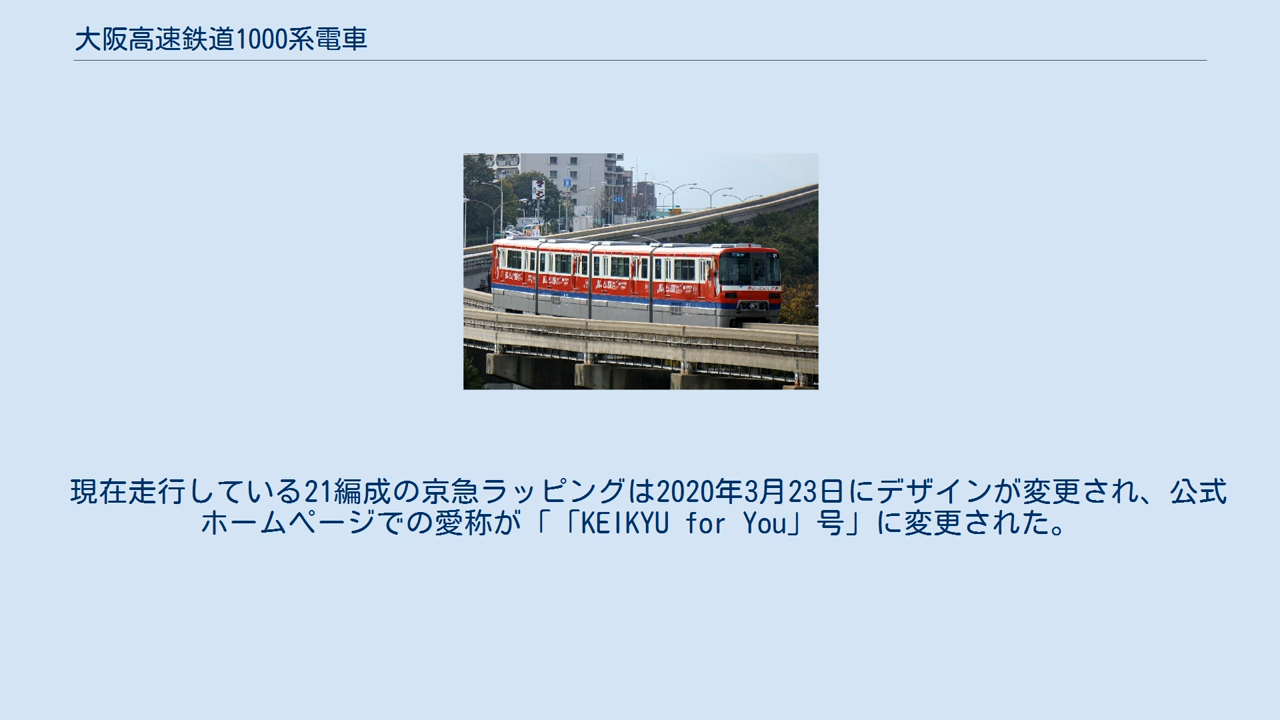 大阪高速鉄道1000系電車
現在走行している21編成の京急ラッピングは2020年3月23日にデザインが変更され、公式
ホームページでの愛称が「「KEIKYU for You」号」に変更された。